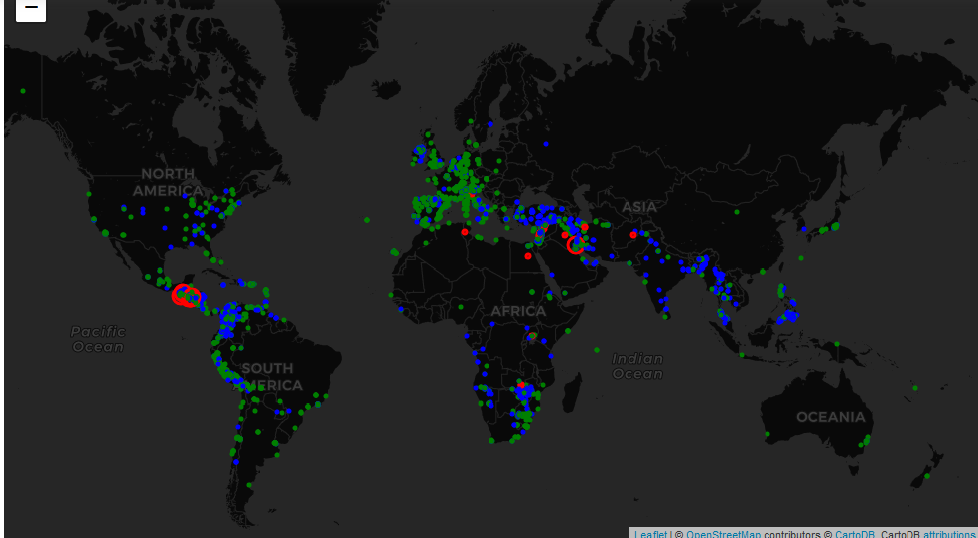 −
NORTH
AMERICA
ASIA
AFRICA
Pacific
Ocean
Indian
Ocean
SOUTH
AMERICA
OCEANIA
Leaflet | © OpenStreetMap contributors © CartoDB, CartoDB attributions